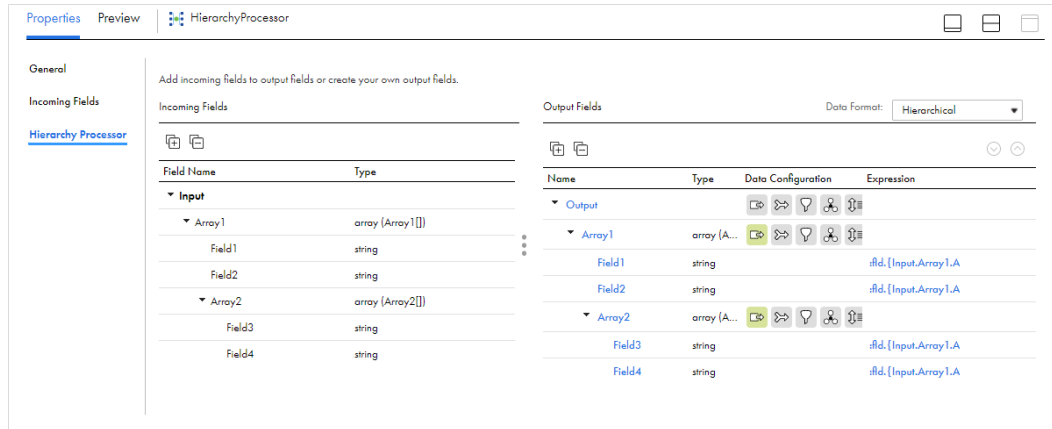 Properties Preview HierarchyProcessor
General
Incoming Fields
Hierarchy Processor
Add incoming fields to output fields or create your own output fields.
Incoming Fields
Field Name Type
Input
Array1 array (Array1[])
Field1 string
Field2 string
Array2 array (Array2[])
Field3 string
Field4 string
Output Fields Data Format: Hierarchical
Name Type Data Configuration Expression
Output
Array1 array (A...
Field1 string :fld.{Input.Array1.A
Field2 string :fld.{Input.Array1.A
Array2 array (A...
Field3 string :fld.{Input.Array1.A
Field4 string :fld.{Input.Array1.A